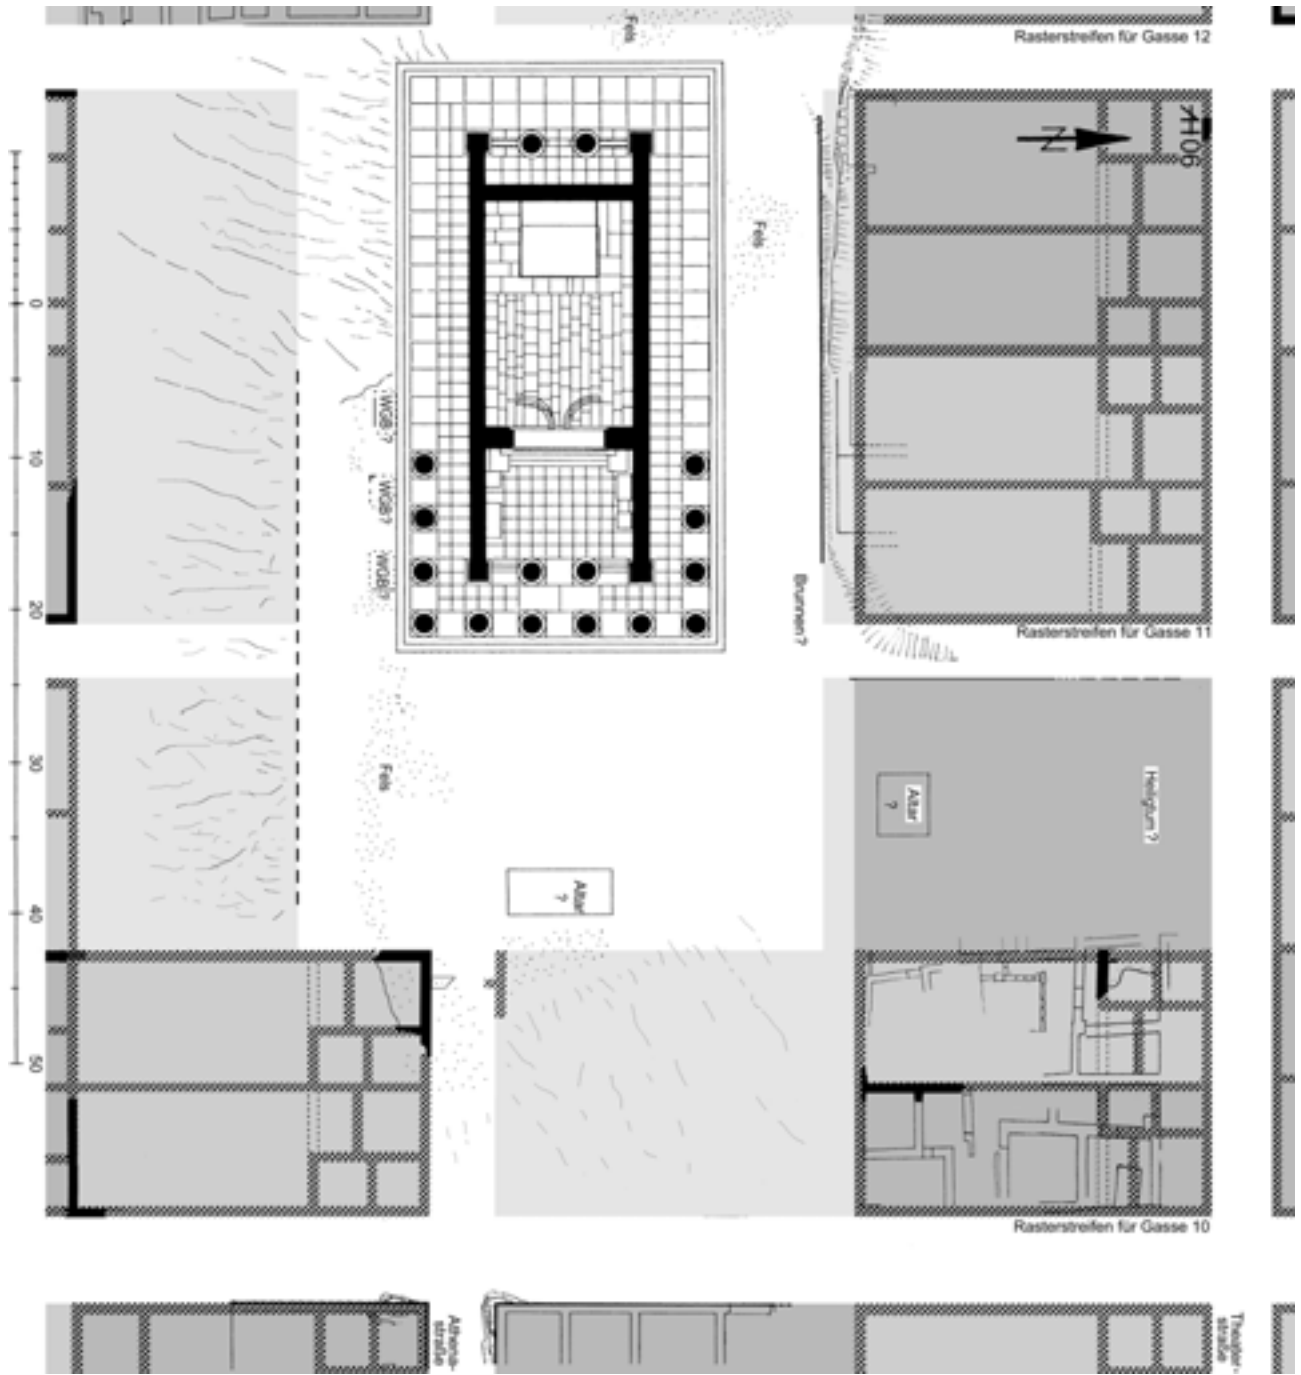 Fels
Rasterstreifen für Gasse 12
N
AH06
Fels
0
WGB?
10
WGB?
WGB?
20
Brunnen?
Rasterstreifen für Gasse 11
30
Fels
Altar
?
Heiligtum?
40
Altar
?
50
Rasterstreifen für Gasse 10
Athena-
straße
Theater-
straße